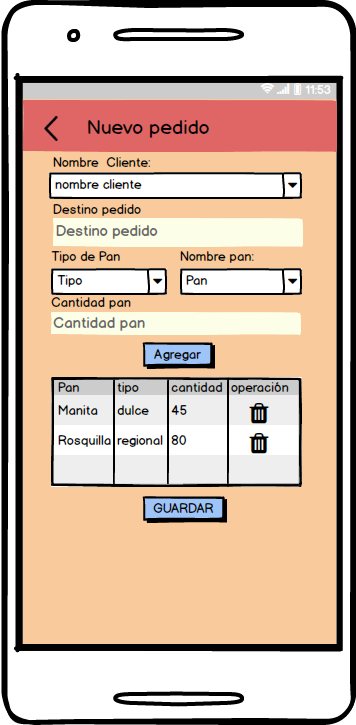 11:53
Nuevo pedido
Nombre Cliente:
nombre cliente
Destino pedido
Destino pedido
Tipo de Pan Nombre pan:
Tipo Pan
Cantidad pan
Cantidad pan
Agregar
Pan tipo cantidad operación
Manita dulce 45
Rosquilla regional 80
GUARDAR